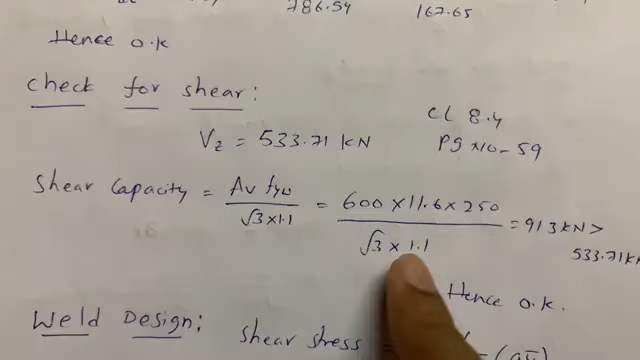 786.54 167.65
Hence o.k
Check for shear:
Vz = 533.71 kN
Cl 8.4
Pg no-59
Shear Capacity = Av fyw / √3 x 1.1 = 600 x 11.6 x 250 / √3 x 1.1 = 913 kN >
533.71 kN
Hence o.k.
Weld Design: Shear stress